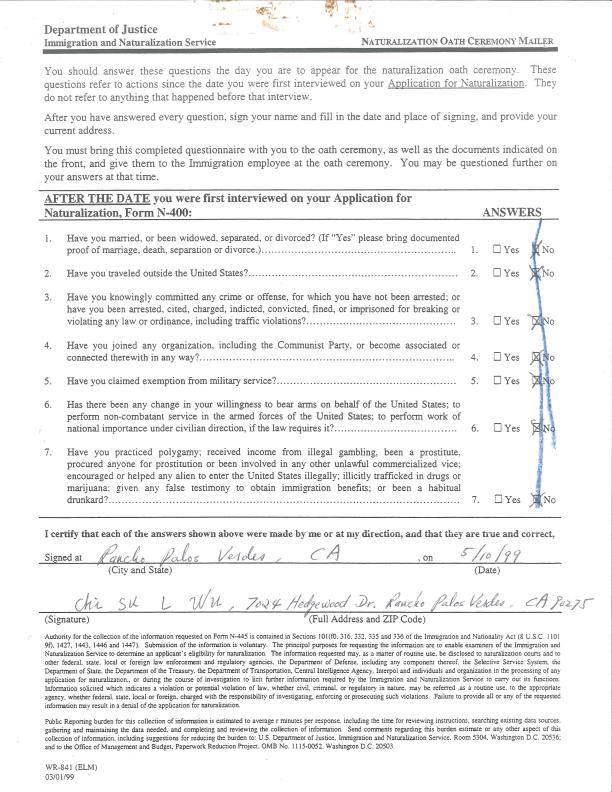 Department of Justice
Immigration and Naturalization Service NATURALIZATION OATH CEREMONY MAILER
You should answer these questions the day you are to appear for the naturalization oath ceremony. These
questions refer to actions since the date you were first interviewed on your Application for Naturalization. They
do not refer to anything that happened before that interview.
After you have answered every question, sign your name and fill in the date and place of signing, and provide your
current address.
You must bring this completed questionnaire with you to the oath ceremony, as well as the documents indicated on
the front, and give them to the Immigration employee at the oath ceremony. You may be questioned further on
your answers at that time.
AFTER THE DATE you were first interviewed on your Application for
Naturalization, Form N-400: ANSWERS
1. Have you married, or been widowed, separated, or divorced? (If "Yes" please bring documented
proof of marriage, death, separation or divorce.)............ 1. ☐ Yes ☒ No
2. Have you traveled outside the United States?............ 2. ☐ Yes ☒ No
3. Have you knowingly committed any crime or offense, for which you have not been arrested; or
have you been arrested, cited, charged, indicted, convicted, fined, or imprisoned for breaking or
violating any law or ordinance, including traffic violations?............ 3. ☐ Yes ☒ No
4. Have you joined any organization, including the Communist Party, or become associated or
connected therewith in any way?............ 4. ☐ Yes ☒ No
5. Have you claimed exemption from military service?............ 5. ☐ Yes ☒ No
6. Has there been any change in your willingness to bear arms on behalf of the United States; to
perform non-combatant service in the armed forces of the United States; to perform work of
national importance under civilian direction, if the law requires it?............ 6. ☐ Yes ☒ No
7. Have you practiced polygamy; received income from illegal gambling, been a prostitute,
procured anyone for prostitution or been involved in any other unlawful commercialized vice;
encouraged or helped any alien to enter the United States illegally; illicitly trafficked in drugs or
marijuana; given any false testimony to obtain immigration benefits; or been a habitual
drunkard?............ 7. ☐ Yes ☒ No
I certify that each of the answers shown above were made by me or at my direction, and that they are true and correct,
Signed at Rancho Palos Verdes, CA , on 5/10/99
(City and State) (Date)
Chi SU L WU, 7024 Hedgewood Dr. Rancho Palos Verdes. CA 90275
(Signature) (Full Address and ZIP Code)
Authority for the collection of the information requested on Form N-445 is contained in Sections 101(f), 316, 332, 335 and 336 of the Immigration and Nationality Act (8 U.S.C. 1101
9f), 1427, 1443, 1446 and 1447). Submission of the information is voluntary. The principal purposes for requesting the information are to enable examiners of the Immigration and
Naturalization Service to determine an applicant's eligibility for naturalization. The information requested may, as a matter of routine use, be disclosed to naturalization courts and to
other federal, state, local or foreign law enforcement and regulatory agencies, the Department of Defense, including any component thereof, the Selective Service System, the
Department of State, the Department of the Treasury, the Department of Transportation, Central Intelligence Agency, Interpol and individuals and organization in the processing of any
application for naturalization, or during the course of investigation to licit further information required by the Immigration and Naturalization Service to carry out its functions.
Information solicited which indicates a violation or potential violation of law, whether civil, criminal, or regulatory in nature, may be referred as a routine use, to the appropriate
agency, whether federal, state, local or foreign, charged with the responsibility of investigating, enforcing or prosecuting such violations. Failure to provide all or any of the requested
information may result in a denial of the application for naturalization.
Public Reporting burden for this collection of information is estimated to average r minutes per response, including the time for reviewing instructions, searching existing data sources,
gathering and maintaining the data needed, and completing and reviewing the collection of information. Send comments regarding this burden estimate or any other aspect of this
collection of information, including suggestions for reducing the burden to: U.S. Department of Justice, Immigration and Naturalization Service, Room 5304, Washington D.C. 20536;
and to the Office of Management and Budget, Paperwork Reduction Project, OMB No. 1115-0052, Washington D.C. 20503.
WR-841 (ELM)
03/01/99